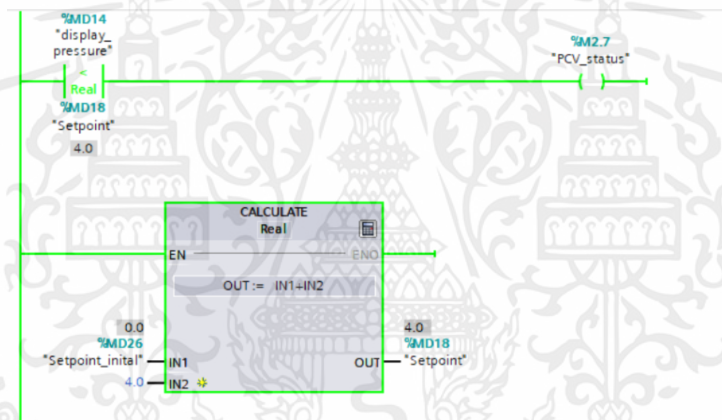 %MD14
"display_
pressure"
<
Real
%MD18
"Setpoint"
4.0
%M2.7
"PCV_status"
CALCULATE
Real
EN
ENO
OUT := IN1+IN2
0.0
%MD26
"Setpoint_inital"
IN1
4.0
IN2
4.0
%MD18
OUT
"Setpoint"